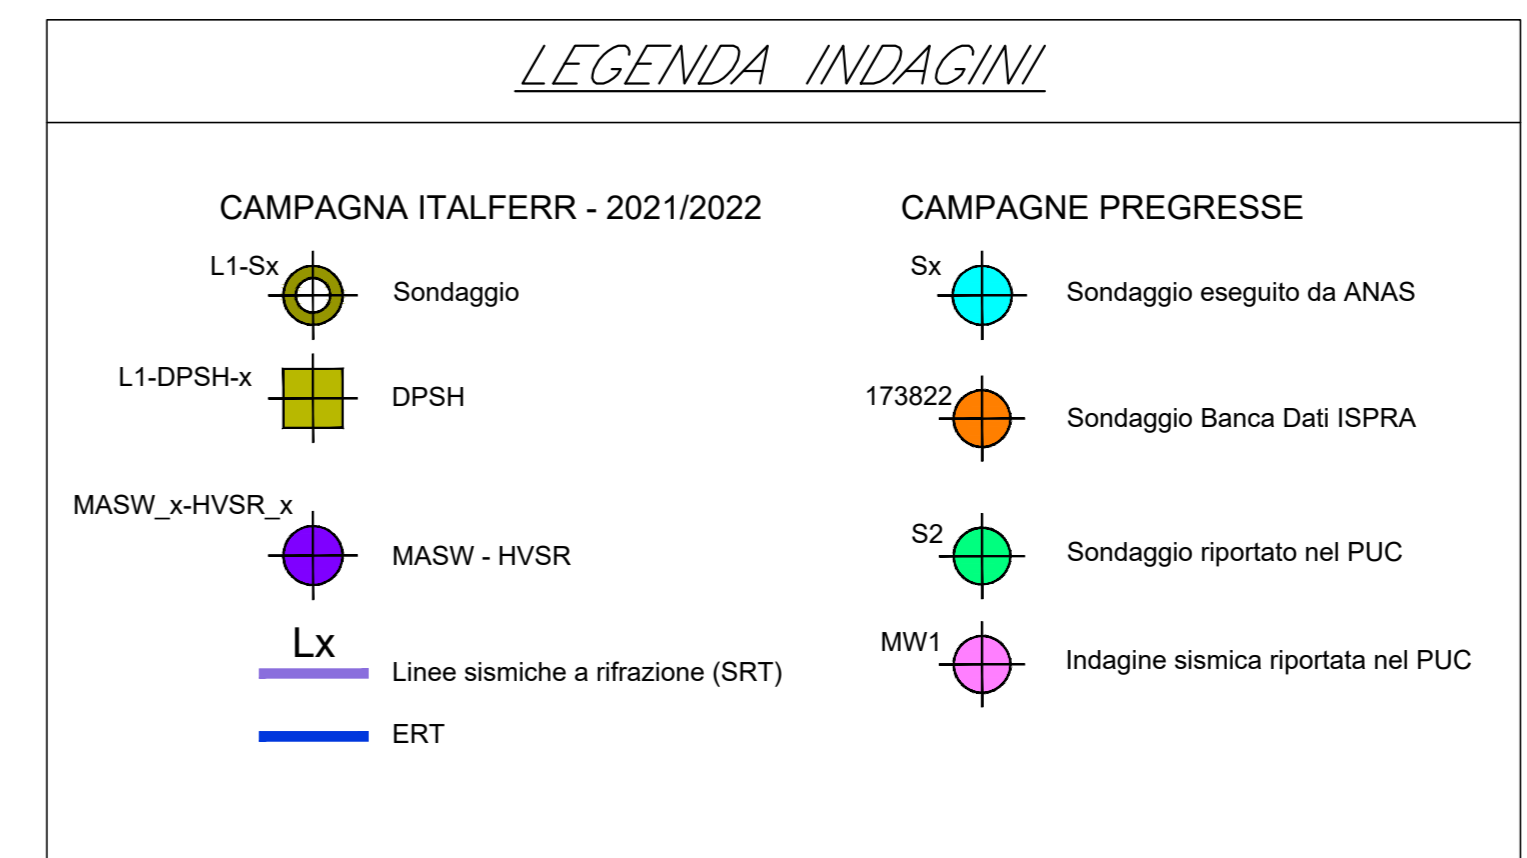 LEGENDA INDAGINI
CAMPAGNA ITALFERR - 2021/2022
L1-Sx
Sondaggio
L1-DPSH-x
DPSH
MASW_x-HVSR_x
MASW - HVSR
Lx
Linee sismiche a rifrazione (SRT)
ERT
CAMPAGNE PREGRESSE
Sx
Sondaggio eseguito da ANAS
173822
Sondaggio Banca Dati ISPRA
S2
Sondaggio riportato nel PUC
MW1
Indagine sismica riportata nel PUC